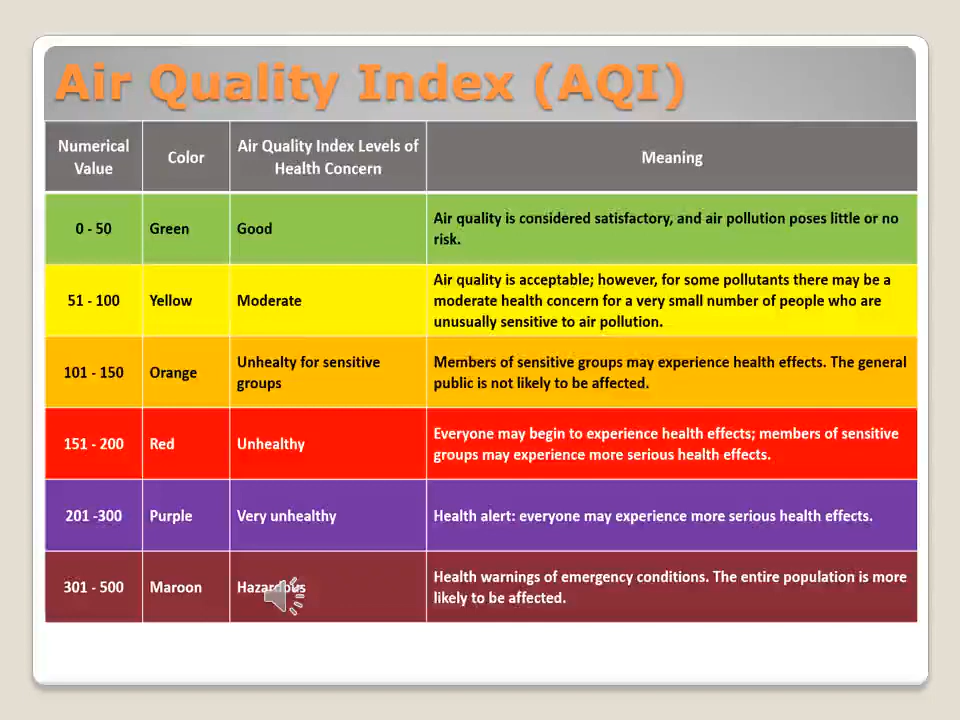 Air Quality Index (AQI)
Numerical
Value
Color
Air Quality Index Levels of
Health Concern
Meaning
0 - 50
Green
Good
Air quality is considered satisfactory, and air pollution poses little or no
risk.
51 - 100
Yellow
Moderate
Air quality is acceptable; however, for some pollutants there may be a
moderate health concern for a very small number of people who are
unusually sensitive to air pollution.
101 - 150
Orange
Unhealty for sensitive
groups
Members of sensitive groups may experience health effects. The general
public is not likely to be affected.
151 - 200
Red
Unhealthy
Everyone may begin to experience health effects; members of sensitive
groups may experience more serious health effects.
201 -300
Purple
Very unhealthy
Health alert: everyone may experience more serious health effects.
301 - 500
Maroon
Hazardous
Health warnings of emergency conditions. The entire population is more
likely to be affected.